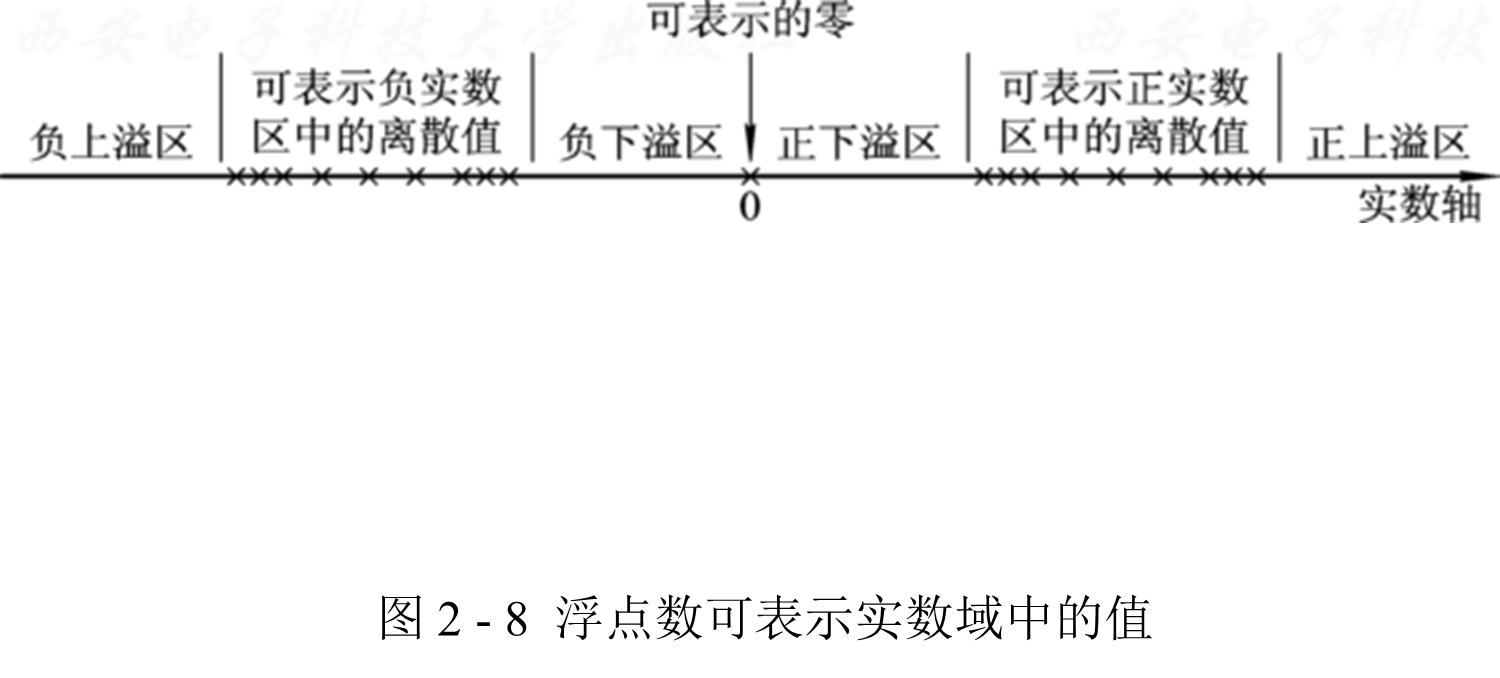 西安电子科技大学出版社
西安电子科技
可表示的零
可表示负实数
区中的离散值
可表示正实数
区中的离散值
负上溢区
负下溢区
正下溢区
正上溢区
0
实数轴
图 2 - 8 浮点数可表示实数域中的值